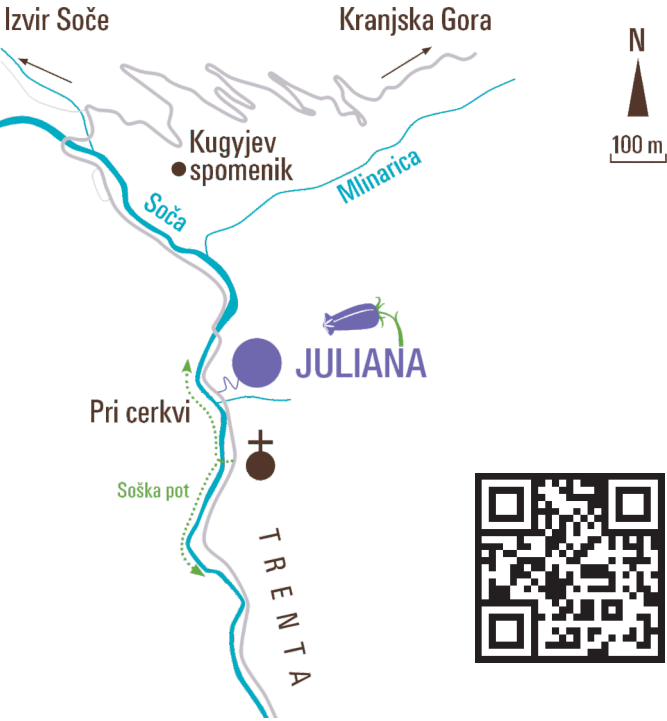 Izvir Soče
Kranjska Gora
N
100 m
Kugyjev
spomenik
Mlinarica
Soča
JULIANA
Pri cerkvi
Soška pot
TRENTA